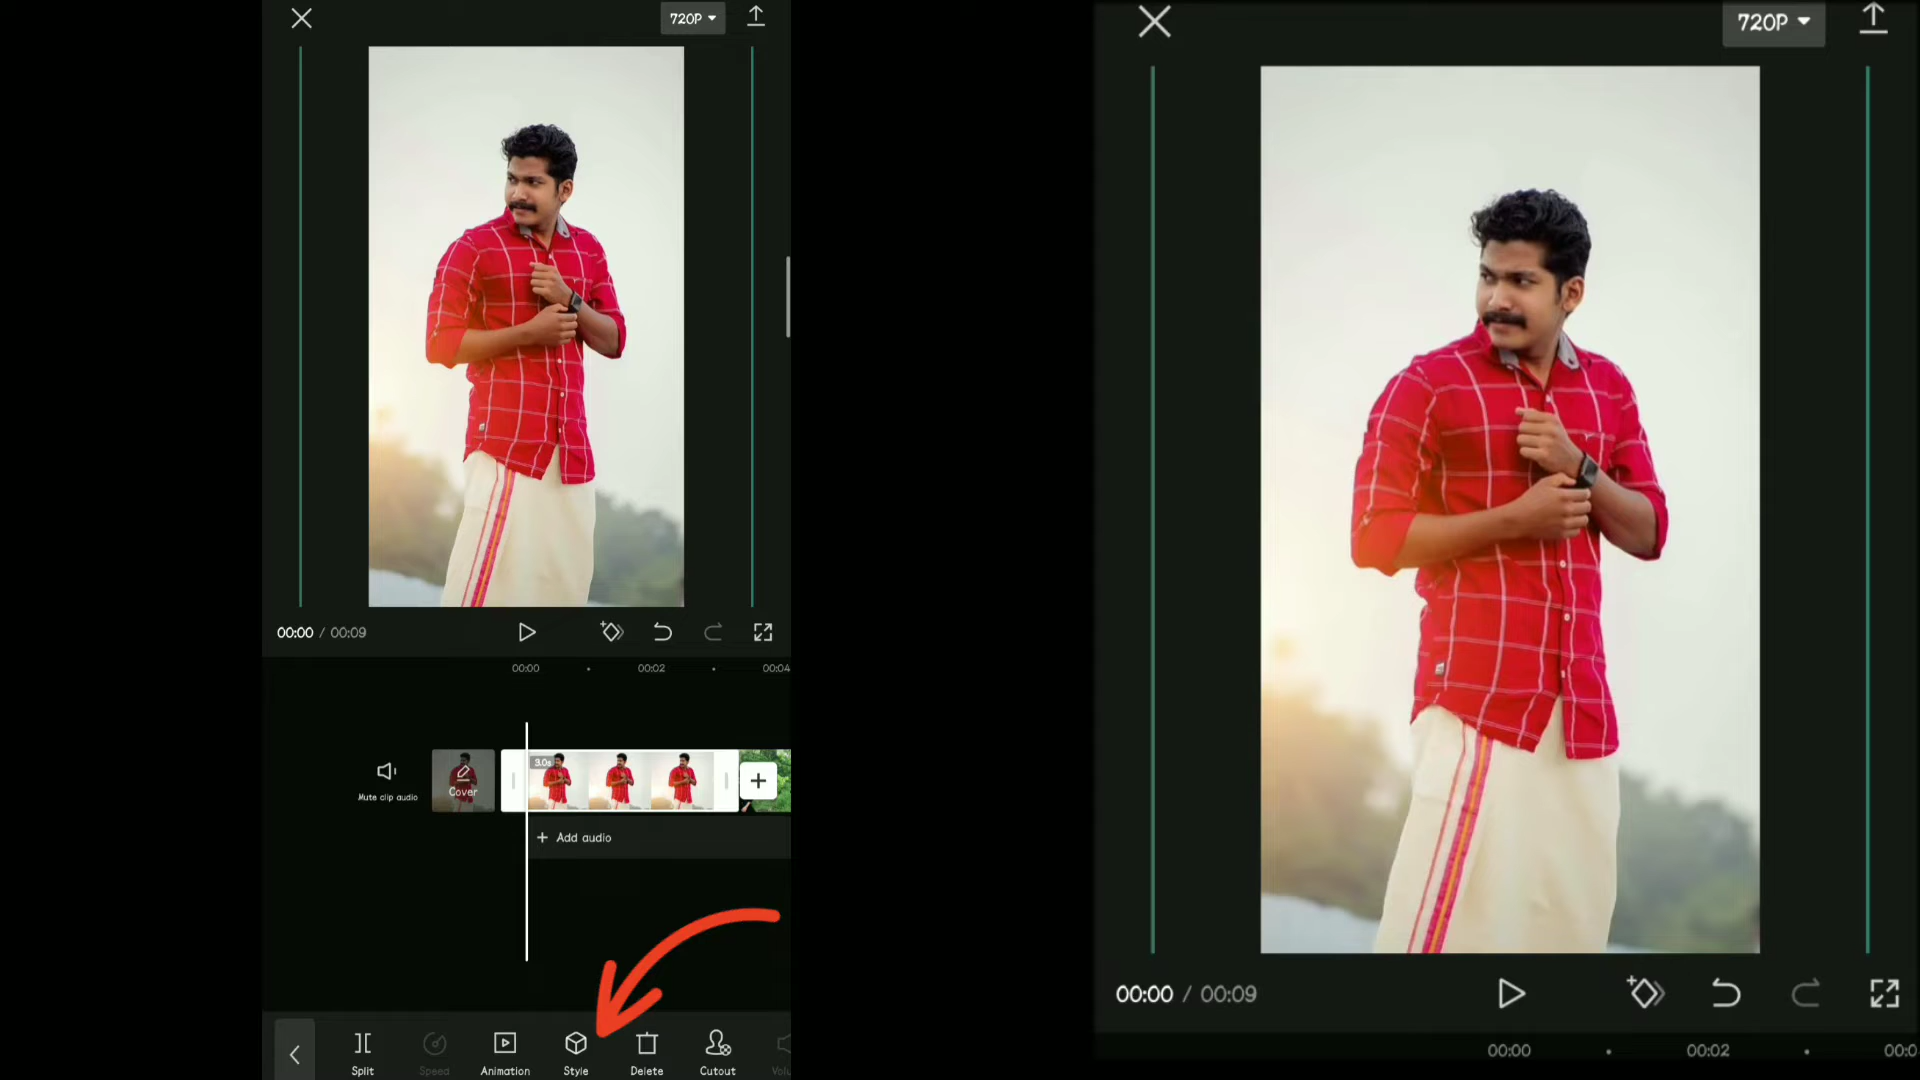 720P
00:00 / 00:09
00:00 00:02 00:04
3.0s
Cover
Mute clip audio
+ Add audio
Split Speed Animation Style Delete Cutout
720P
00:00 / 00:09
00:00 00:02